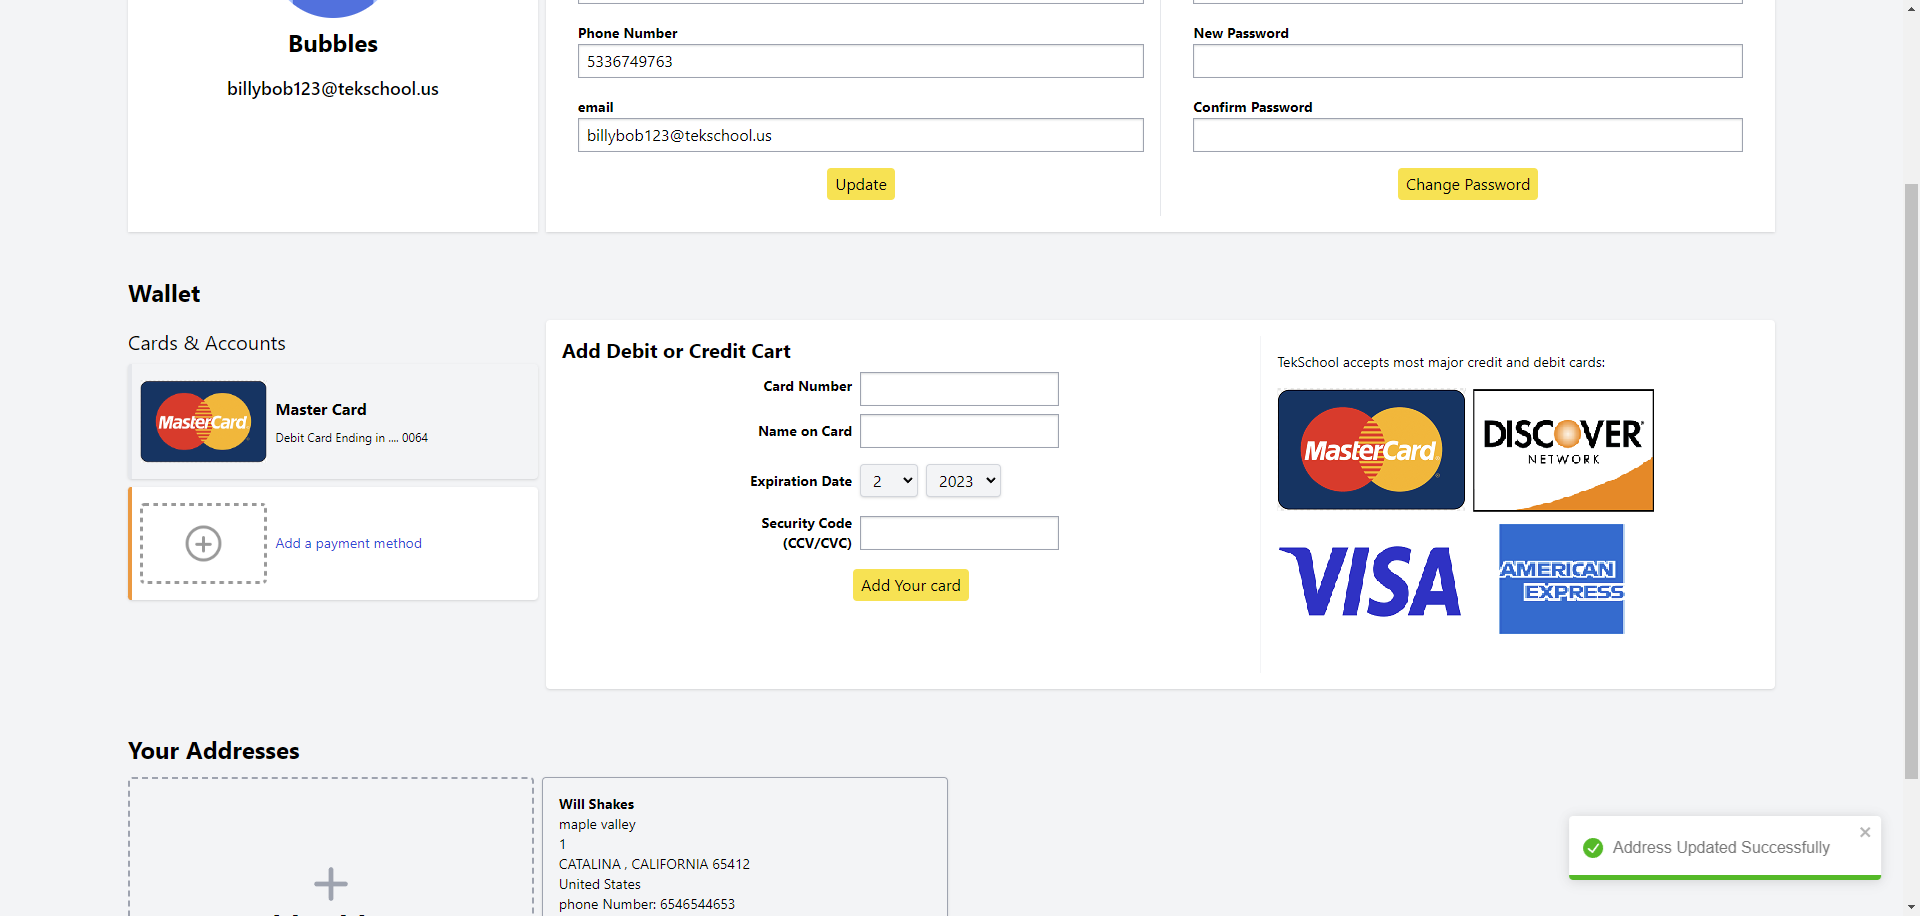 Bubbles
billybob123@tekschool.us
Phone Number
5336749763
email
billybob123@tekschool.us
Update
New Password
Confirm Password
Change Password
Wallet
Cards & Accounts
MasterCard
Master Card
Debit Card Ending in .... 0064
Add a payment method
Add Debit or Credit Cart
Card Number
Name on Card
Expiration Date
2
2023
Security Code
(CCV/CVC)
Add Your card
TekSchool accepts most major credit and debit cards:
MasterCard
DISCOVER
NETWORK
VISA
AMERICAN
EXPRESS
Your Addresses
Will Shakes
maple valley
1
CATALINA , CALIFORNIA 65412
United States
phone Number: 6546544653
Address Updated Successfully